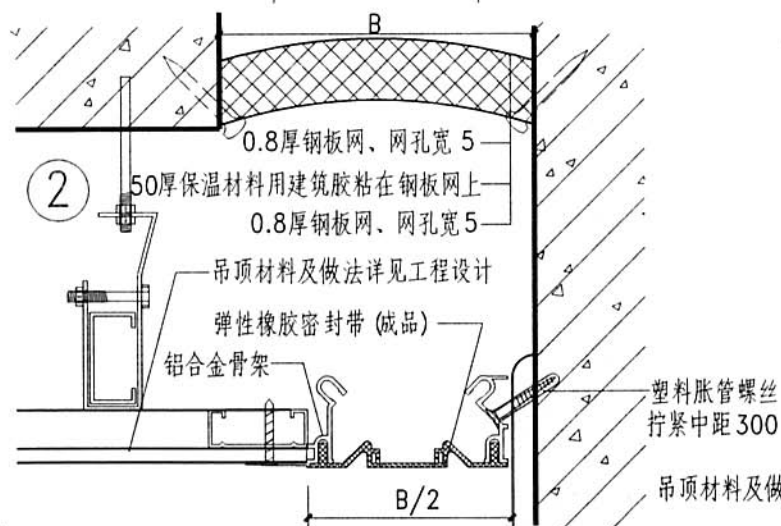 B
0.8厚钢板网、网孔宽 5
2
50厚保温材料用建筑胶粘在钢板网上
0.8厚钢板网、网孔宽5
吊顶材料及做法详见工程设计
弹性橡胶密封带 (成品)
铝合金骨架
塑料胀管螺丝
拧紧中距300
吊顶材料及做
B/2